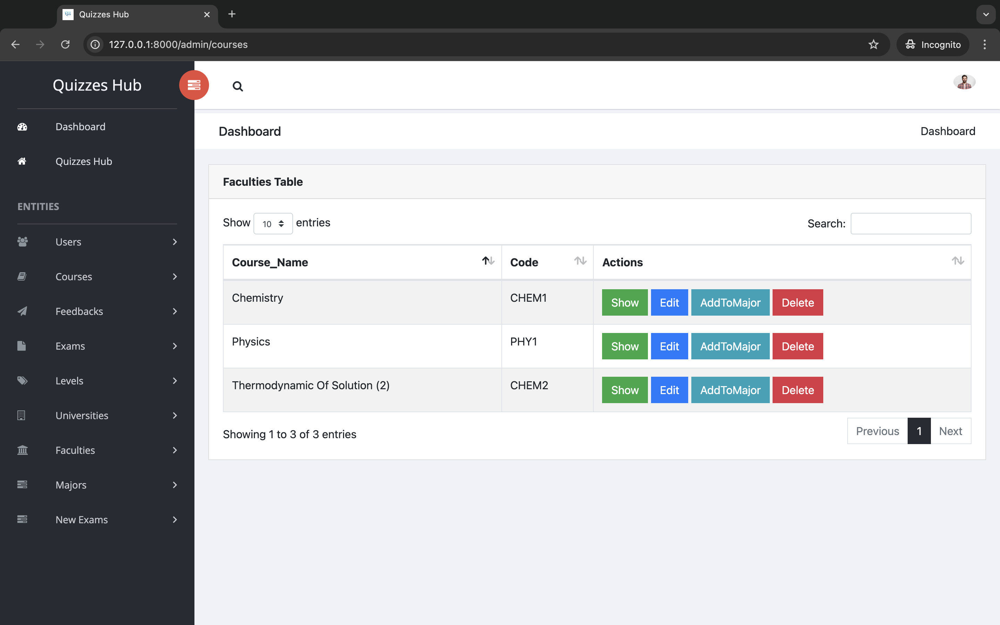 Quizzes Hub
127.0.0.1:8000/admin/courses
Incognito
Quizzes Hub
Dashboard
Quizzes Hub
ENTITIES
Users
Courses
Feedbacks
Exams
Levels
Universities
Faculties
Majors
New Exams
Dashboard
Dashboard
Faculties Table
Show 10 entries
Search:
Course_Name Code Actions
Chemistry CHEM1 Show Edit AddToMajor Delete
Physics PHY1 Show Edit AddToMajor Delete
Thermodynamic Of Solution (2) CHEM2 Show Edit AddToMajor Delete
Showing 1 to 3 of 3 entries
Previous 1 Next